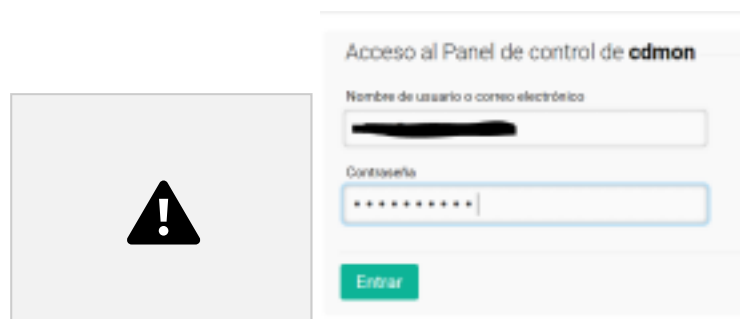 Acceso al Panel de control de cdmon
Nombre de usuario o correo electrónico
Contraseña
Entrar